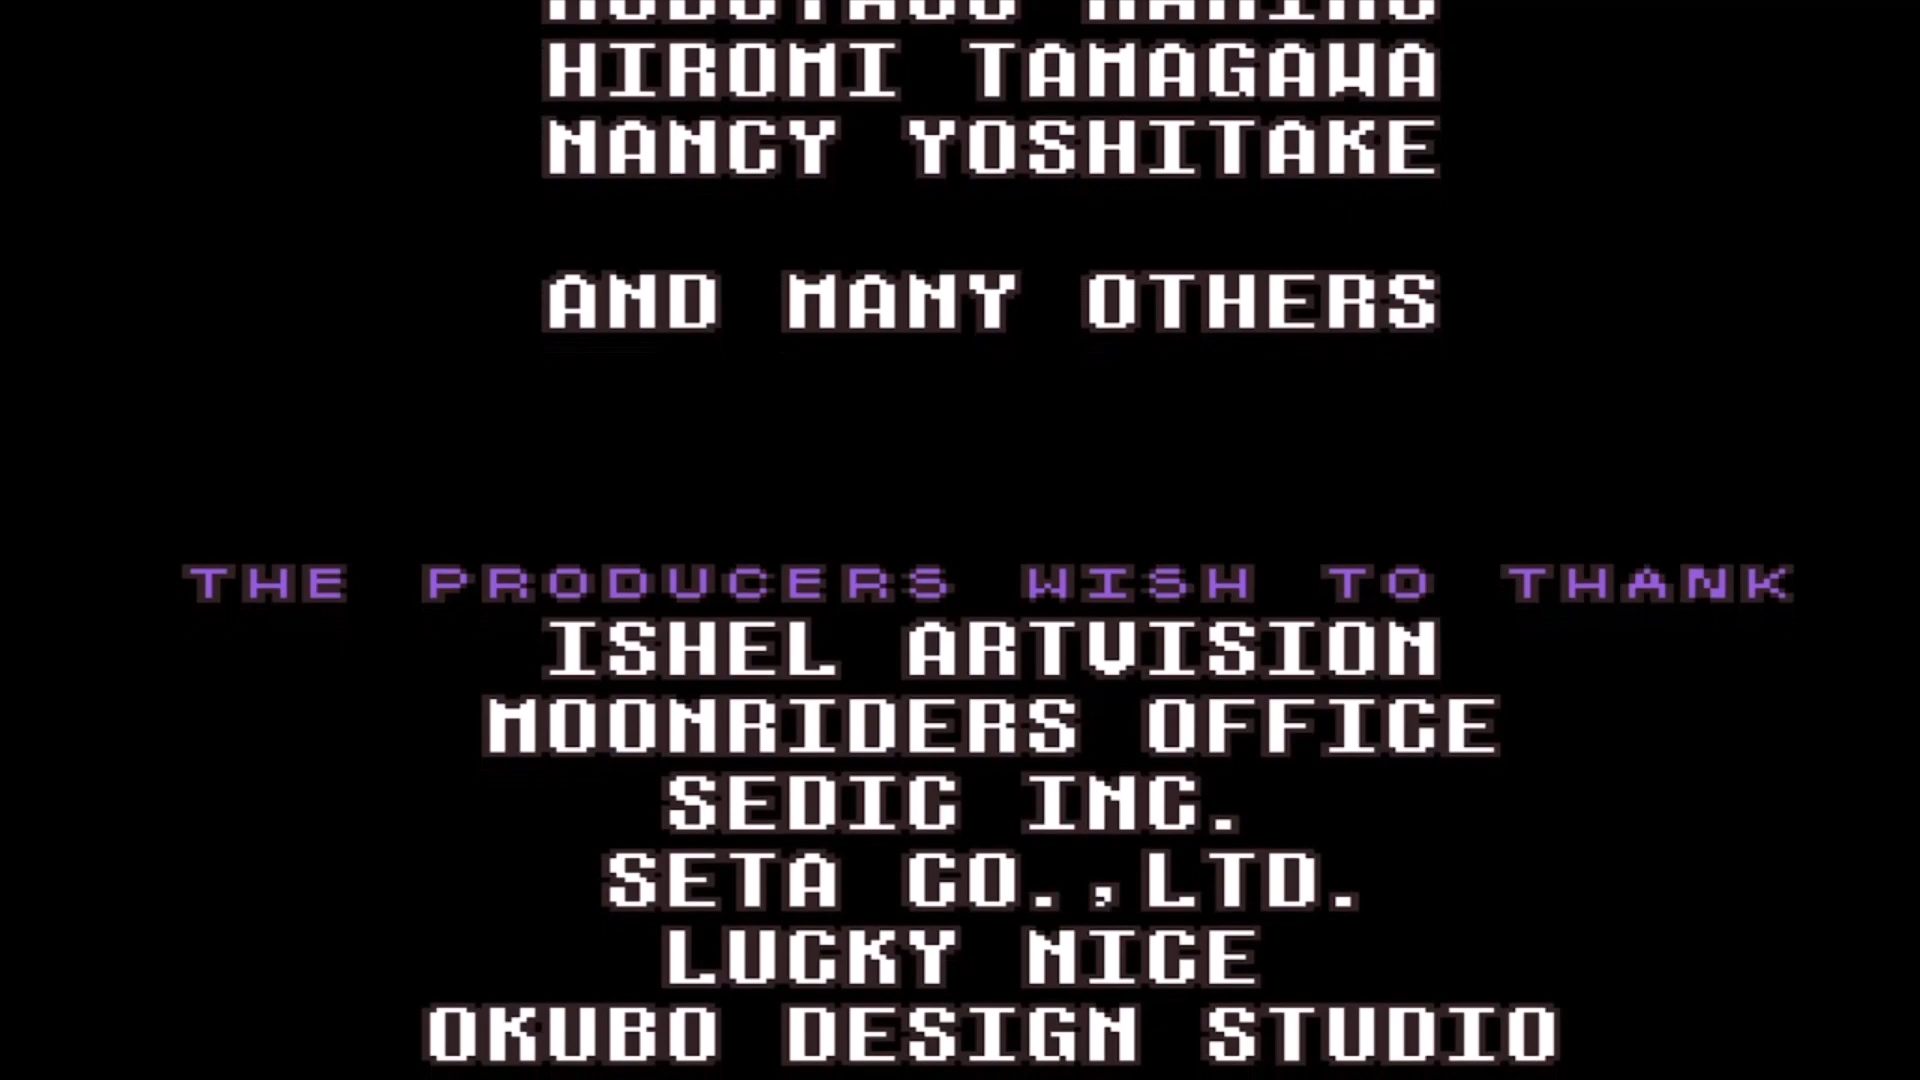 HIROMI TAMAGAWA
NANCY YOSHITAKE
AND MANY OTHERS
THE PRODUCERS WISH TO THANK
ISHEL ARTVISION
MOONRIDERS OFFICE
SEDIC INC.
SETA CO.,LTD.
LUCKY NICE
OKUBO DESIGN STUDIO